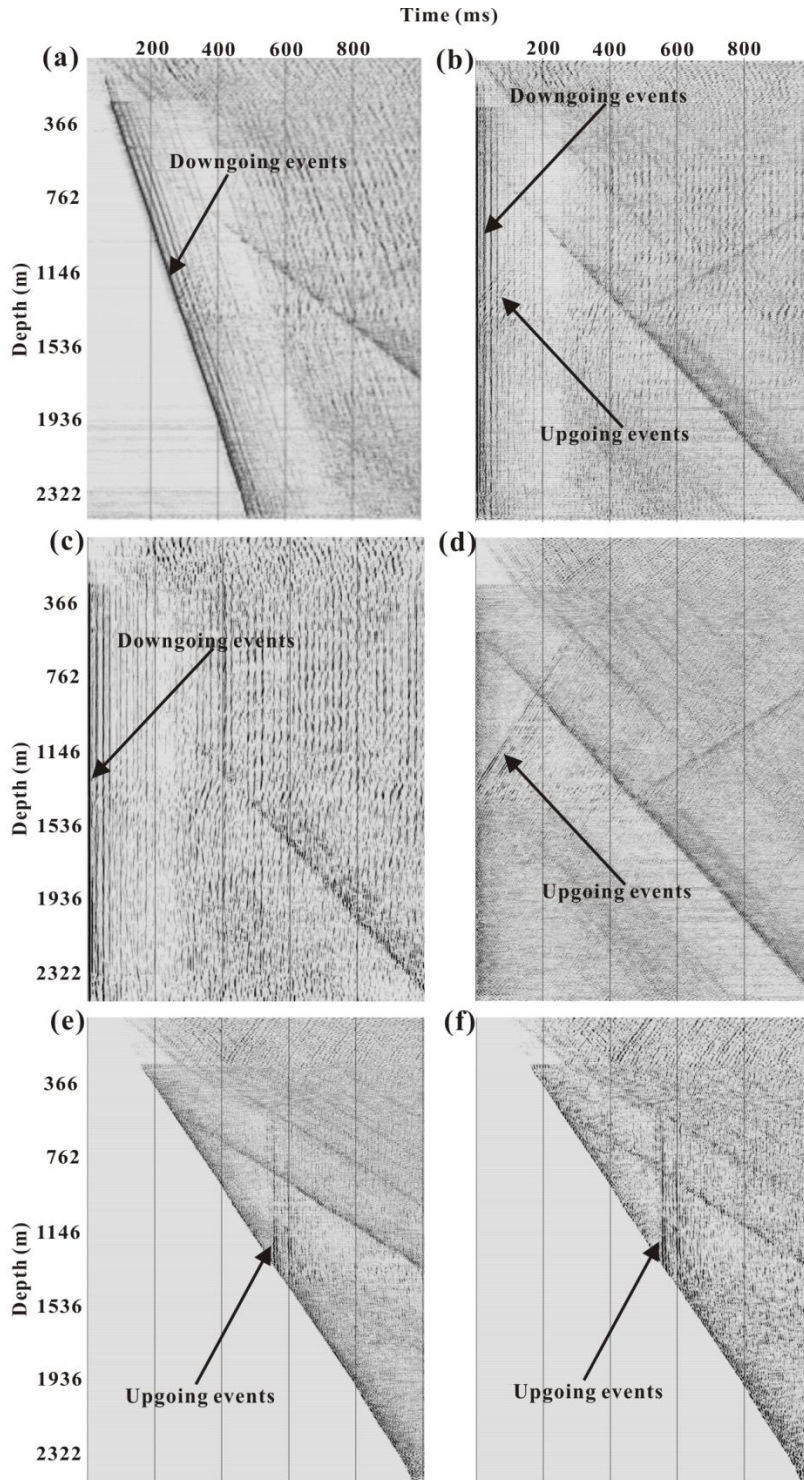 Time (ms)
200 400 600 800
200 400 600 800
(a)
(b)
Downgoing events
366
Downgoing events
762
1146
Depth (m)
1536
Upgoing events
1936
2322
(c)
(d)
366
Downgoing events
762
1146
Depth (m)
1536
Upgoing events
1936
2322
(e)
(f)
366
762
1146
Depth (m)
1536
Upgoing events
Upgoing events
1936
2322